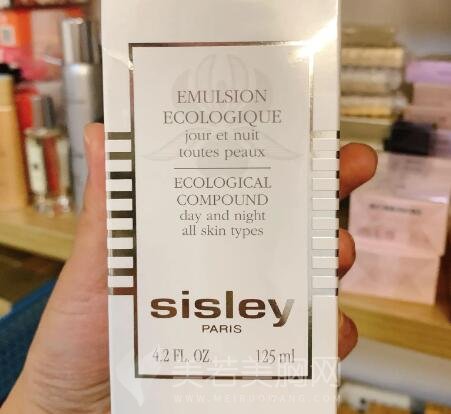 EMULSION
ECOLOGIQUE
jour et nuit
toutes peaux
ECOLOGICAL
COMPOUND
day and night
all skin types
sisley
PARIS
4.2 FL. OZ. 125 ml
美若美胸网
WWW.MEIRUOWANG.COM